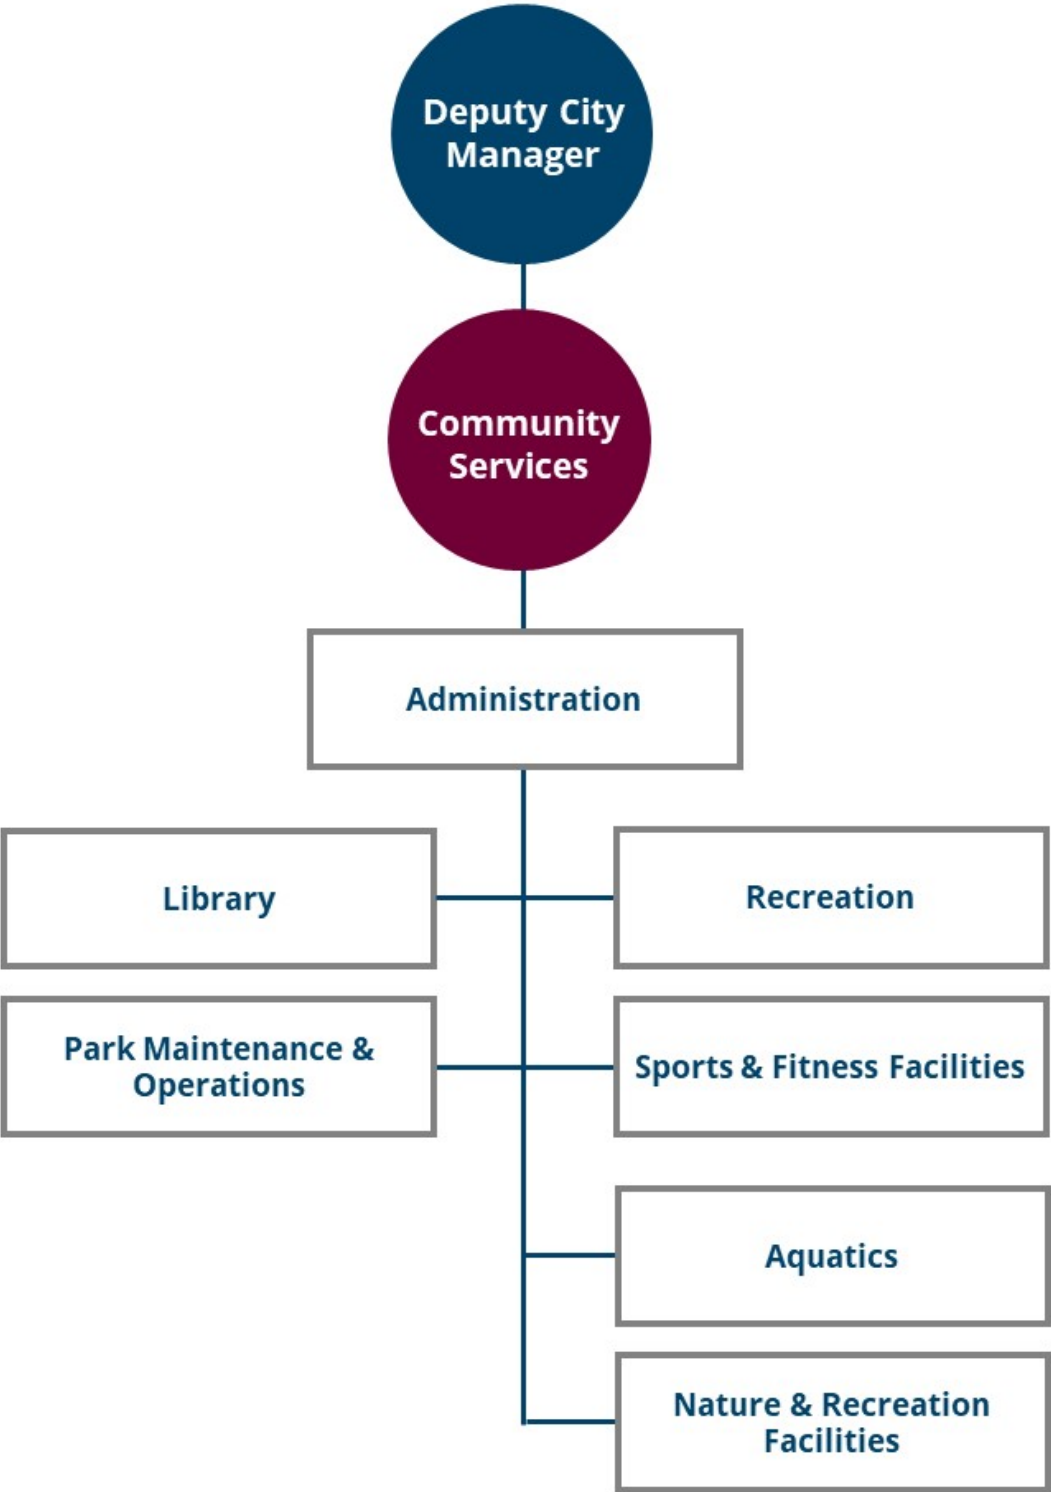 Deputy City
Manager
Community
Services
Administration
Library
Recreation
Park Maintenance &
Operations
Sports & Fitness Facilities
Aquatics
Nature & Recreation
Facilities